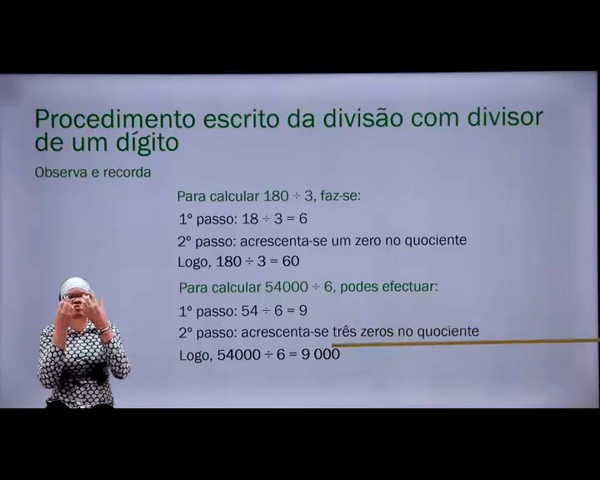 Procedimento escrito da divisão com divisor
de um dígito
Observa e recorda
Para calcular 180 ÷ 3, faz-se:
1º passo: 18 ÷ 3 = 6
2º passo: acrescenta-se um zero no quociente
Logo, 180 ÷ 3 = 60
Para calcular 54000 ÷ 6, podes efectuar:
1º passo: 54 ÷ 6 = 9
2º passo: acrescenta-se três zeros no quociente
Logo, 54000 ÷ 6 = 9 000